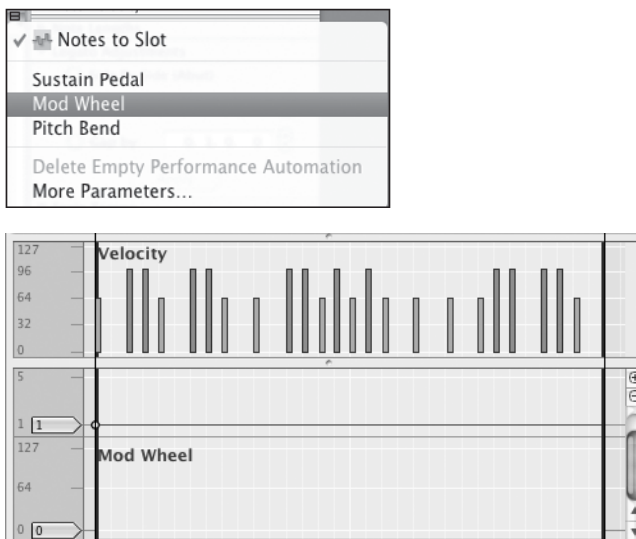 Notes to Slot
Sustain Pedal
Mod Wheel
Pitch Bend
Delete Empty Performance Automation
More Parameters...
127
Velocity
96
64
32
0
5
1 1
127
Mod Wheel
64
0 0